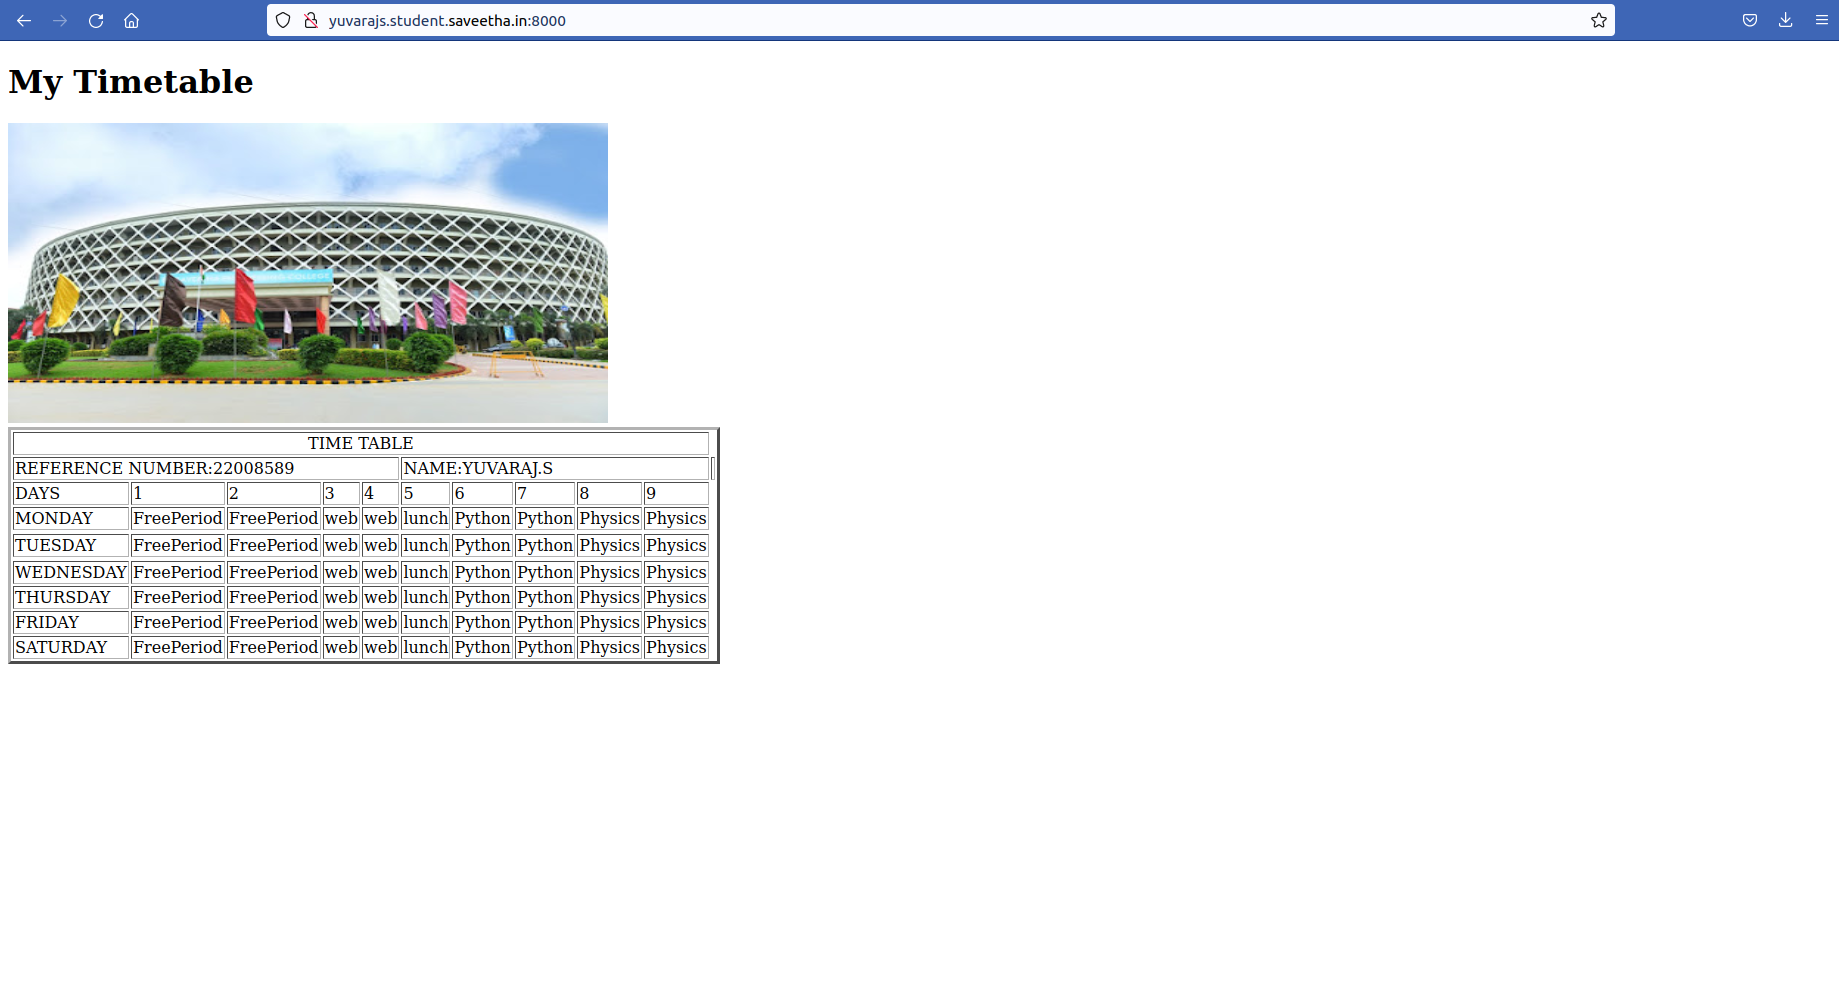 yuvarajs.student.saveetha.in:8000
My Timetable
TIME TABLE
REFERENCE NUMBER:22008589 NAME:YUVARAJ.S
DAYS 1 2 3 4 5 6 7 8 9
MONDAY FreePeriod FreePeriod web web lunch Python Python Physics Physics
TUESDAY FreePeriod FreePeriod web web lunch Python Python Physics Physics
WEDNESDAY FreePeriod FreePeriod web web lunch Python Python Physics Physics
THURSDAY FreePeriod FreePeriod web web lunch Python Python Physics Physics
FRIDAY FreePeriod FreePeriod web web lunch Python Python Physics Physics
SATURDAY FreePeriod FreePeriod web web lunch Python Python Physics Physics